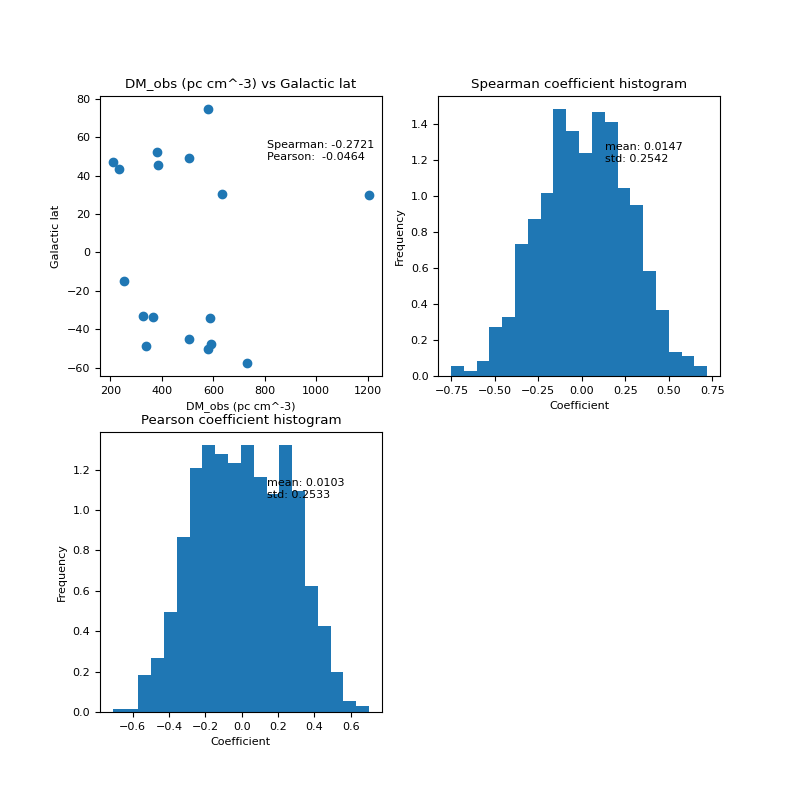 DM_obs (pc cm^-3) vs Galactic lat
80
60
40
20
0
−20
−40
−60
Galactic lat
Spearman: -0.2721
Pearson:  -0.0464
200
400
600
800
1000
1200
DM_obs (pc cm^-3)
Spearman coefficient histogram
1.4
1.2
1.0
0.8
0.6
0.4
0.2
0.0
Frequency
mean: 0.0147
std: 0.2542
−0.75
−0.50
−0.25
0.00
0.25
0.50
0.75
Coefficient
Pearson coefficient histogram
1.2
1.0
0.8
0.6
0.4
0.2
0.0
Frequency
mean: 0.0103
std: 0.2533
−0.6
−0.4
−0.2
0.0
0.2
0.4
0.6
Coefficient